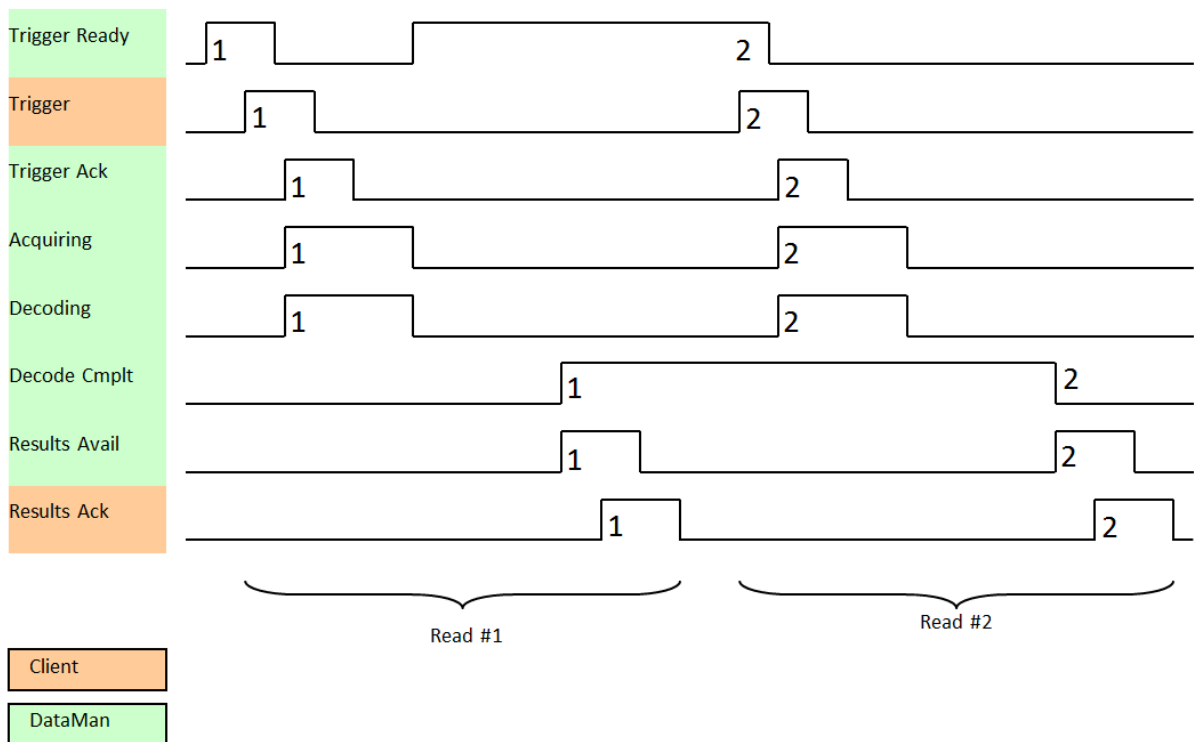 Trigger Ready
1
2
Trigger
1
2
Trigger Ack
1
2
Acquiring
1
2
Decoding
1
2
Decode Cmplt
1
2
Results Avail
1
2
Results Ack
1
2
Read #1
Read #2
Client
DataMan